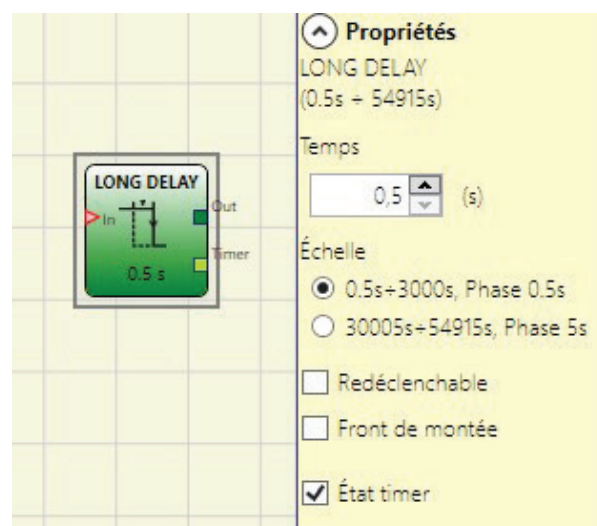 LONG DELAY
In
Out
Timer
0.5 s
Propriétés
LONG DELAY
(0.5s ÷ 54915s)
Temps
0,5 (s)
Échelle
0.5s÷3000s, Phase 0.5s
30005s÷54915s, Phase 5s
Redéclenchable
Front de montée
État timer